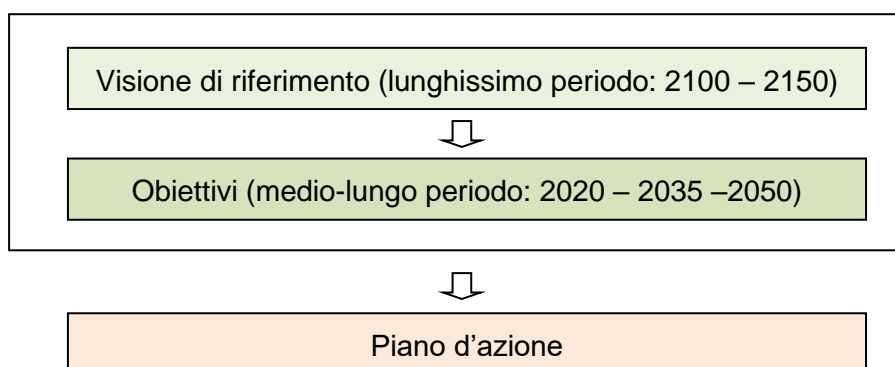 Visione di riferimento (lunghissimo periodo: 2100 – 2150)
Obiettivi (medio-lungo periodo: 2020 – 2035 –2050)
Piano d’azione